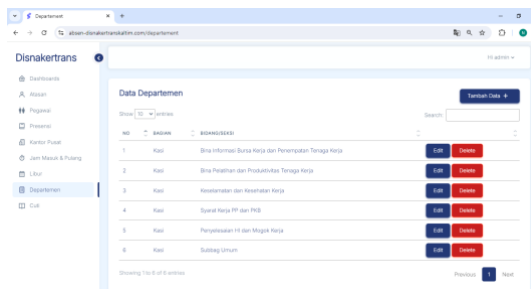 Departement
absen-disnakertranskaltim.com/departement
Disnakertrans
Hi admin
Dashboards
Absen
Pegawai
Presensi
Kantor Pusat
Jam Masuk & Pulang
Libur
Departemen
Cuti
Data Departemen
Tambah Data +
Show 10 entries
Search:
NO BAGIAN BIDANG/SEKSI
1 Kasi Bina Informasi Bursa Kerja dan Penempatan Tenaga Kerja Edit Delete
2 Kasi Bina Pelatihan dan Produktivitas Tenaga Kerja Edit Delete
3 Kasi Keselamatan dan Kesehatan Kerja Edit Delete
4 Kasi Syarat Kerja PP dan PKB Edit Delete
5 Kasi Penyelesaian HI dan Mogok Kerja Edit Delete
6 Kasi Subbag Umum Edit Delete
Showing 1 to 6 of 6 entries
Previous 1 Next